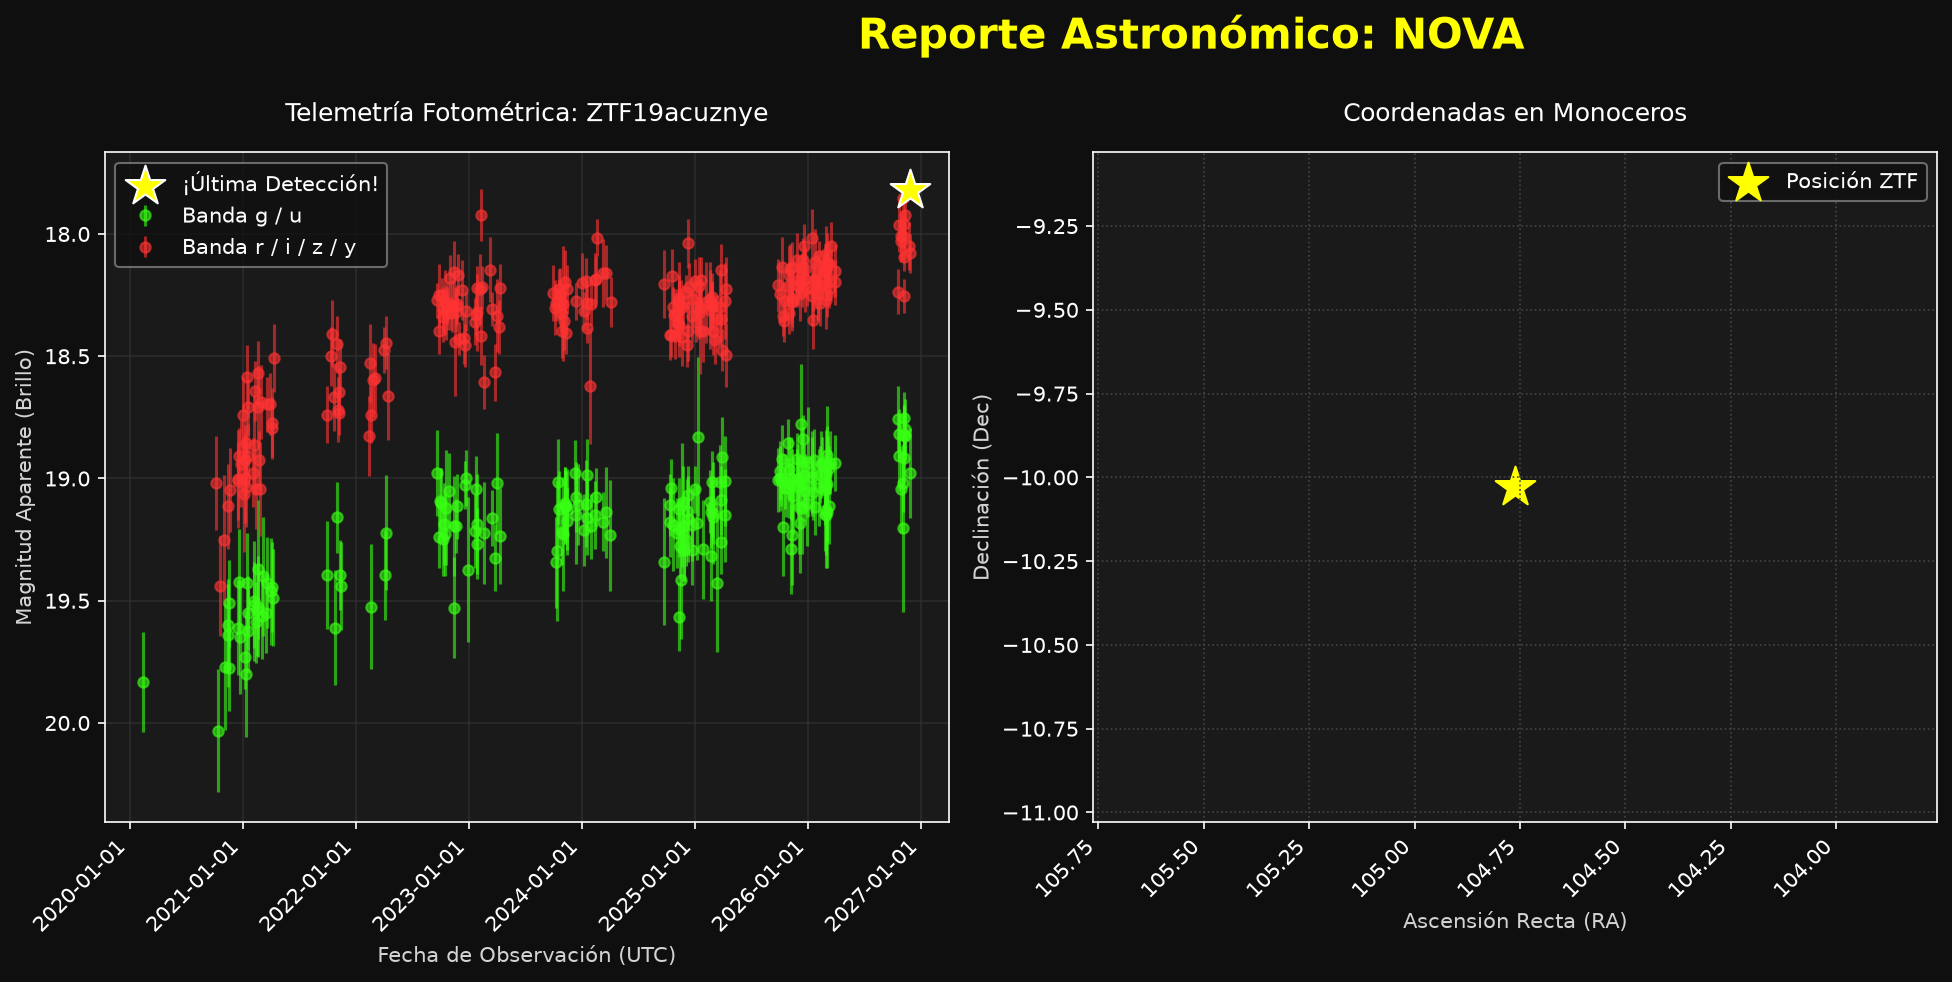 Reporte Astronómico: NOVA
Telemetría Fotométrica: ZTF19acuznye
¡Última Detección!
Banda g / u
Banda r / i / z / y
Magnitud Aparente (Brillo)
18.0
18.5
19.0
19.5
20.0
2020-01-01
2021-01-01
2022-01-01
2023-01-01
2024-01-01
2025-01-01
2026-01-01
2027-01-01
Fecha de Observación (UTC)
Coordenadas en Monoceros
Posición ZTF
Declinación (Dec)
−9.25
−9.50
−9.75
−10.00
−10.25
−10.50
−10.75
−11.00
105.75
105.50
105.25
105.00
104.75
104.50
104.25
104.00
Ascensión Recta (RA)